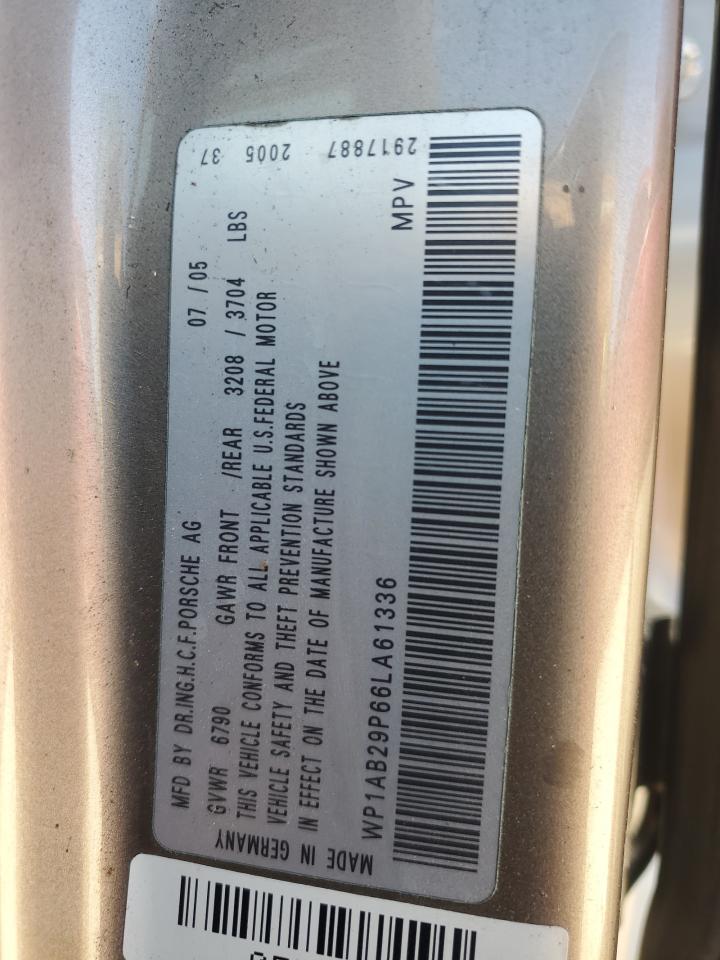 MFD BY DR.ING.H.C.F.PORSCHE AG 07 / 05
GVWR 6790 GAWR FRONT /REAR 3208 / 3704 LBS
THIS VEHICLE CONFORMS TO ALL APPLICABLE U.S.FEDERAL MOTOR
VEHICLE SAFETY AND THEFT PREVENTION STANDARDS
IN EFFECT ON THE DATE OF MANUFACTURE SHOWN ABOVE
WP1AB29P66LA61336 MPV
MADE IN GERMANY
2917887 2005 37